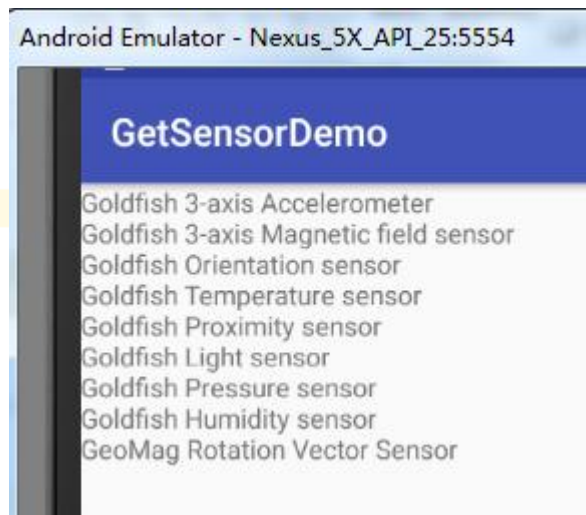 Android Emulator - Nexus_5X_API_25:5554
GetSensorDemo
Goldfish 3-axis Accelerometer
Goldfish 3-axis Magnetic field sensor
Goldfish Orientation sensor
Goldfish Temperature sensor
Goldfish Proximity sensor
Goldfish Light sensor
Goldfish Pressure sensor
Goldfish Humidity sensor
GeoMag Rotation Vector Sensor